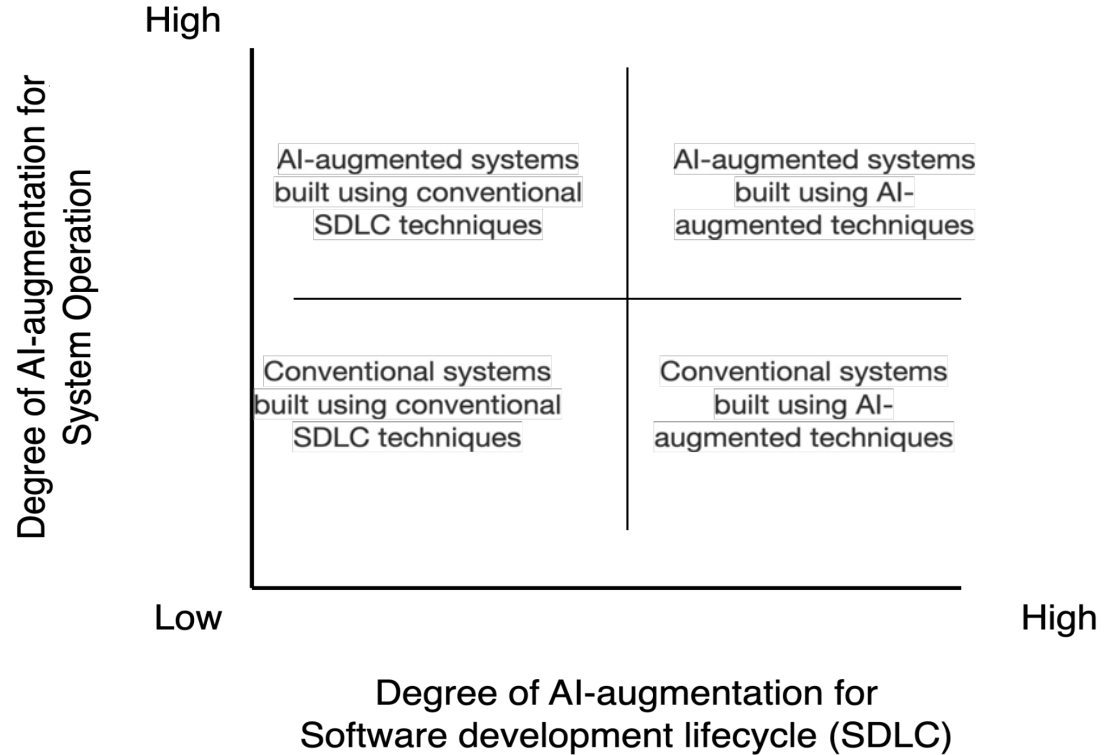 High
Degree of AI-augmentation for
System Operation
AI-augmented systems
built using conventional
SDLC techniques
AI-augmented systems
built using AI-
augmented techniques
Conventional systems
built using conventional
SDLC techniques
Conventional systems
built using AI-
augmented techniques
Low
High
Degree of AI-augmentation for
Software development lifecycle (SDLC)